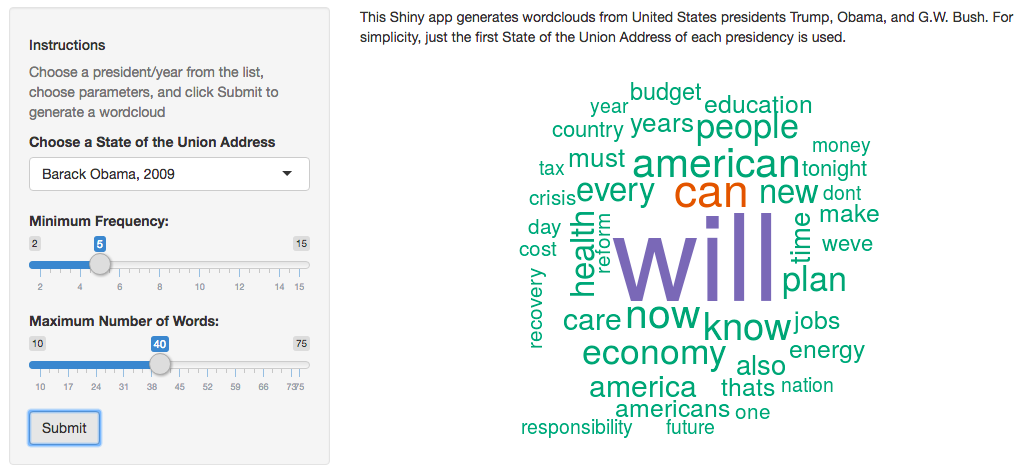 This Shiny app generates wordclouds from United States presidents Trump, Obama, and G.W. Bush. For
simplicity, just the first State of the Union Address of each presidency is used.
Instructions
Choose a president/year from the list,
choose parameters, and click Submit to
generate a wordcloud
Choose a State of the Union Address
Barack Obama, 2009
Minimum Frequency:
2 5 15
2 4 6 8 10 12 14 15
Maximum Number of Words:
10 40 75
10 17 24 31 38 45 52 59 66 73 75
Submit
budget
year
education
country
years
people
money
tax
must
american
tonight
crisis
every
can
new
dont
make
day
health
reform
will
time
weve
cost
plan
recovery
care
now
know
jobs
economy
also
energy
america
thats
nation
americans
one
responsibility
future